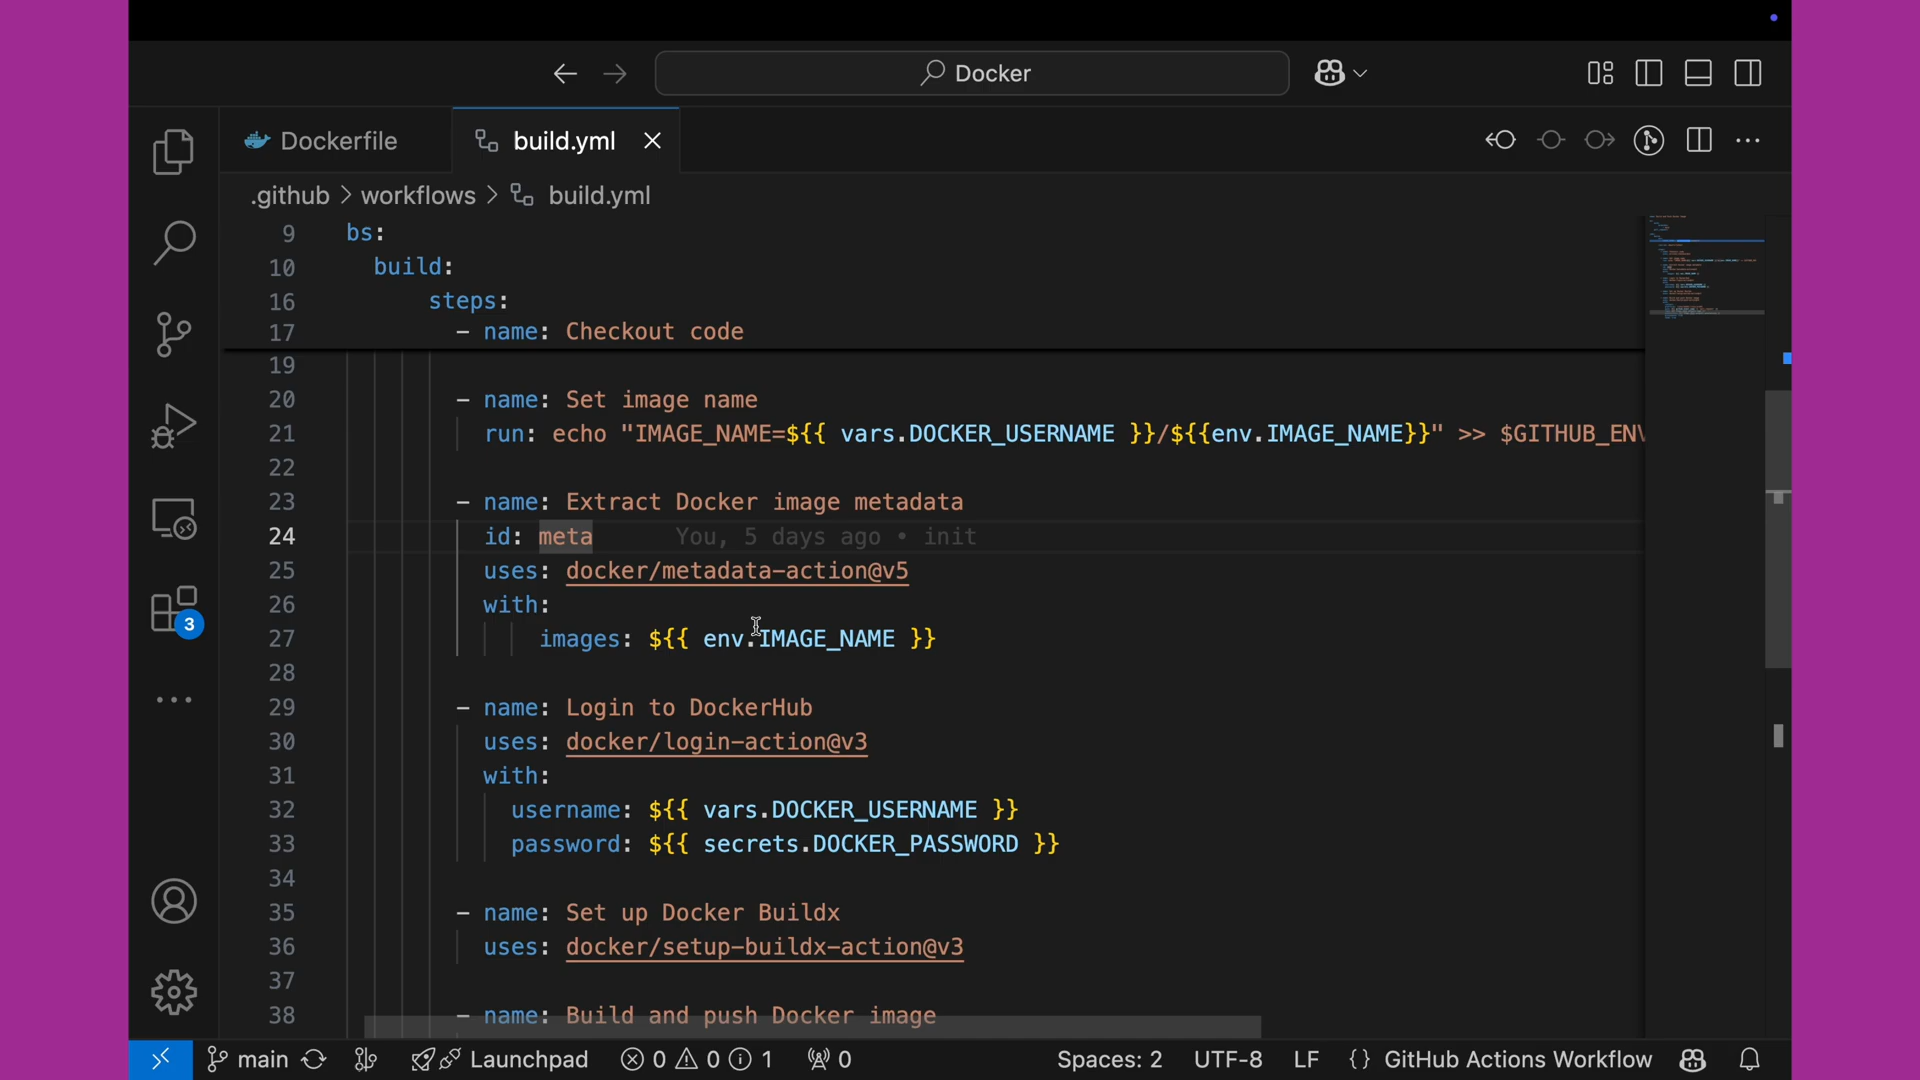 Docker
Dockerfile
build.yml
.github > workflows > build.yml
9 bs:
10 build:
16 steps:
17 - name: Checkout code
19
20 - name: Set image name
21 run: echo "IMAGE_NAME=${{ vars.DOCKER_USERNAME }}/${{env.IMAGE_NAME}}" >> $GITHUB_ENV
22
23 - name: Extract Docker image metadata
24 id: meta You, 5 days ago • init
25 uses: docker/metadata-action@v5
26 with:
27 images: ${{ env.IMAGE_NAME }}
28
29 - name: Login to DockerHub
30 uses: docker/login-action@v3
31 with:
32 username: ${{ vars.DOCKER_USERNAME }}
33 password: ${{ secrets.DOCKER_PASSWORD }}
34
35 - name: Set up Docker Buildx
36 uses: docker/setup-buildx-action@v3
37
38 - name: Build and push Docker image
3
main Launchpad 0 0 1 0 Spaces: 2 UTF-8 LF {} GitHub Actions Workflow